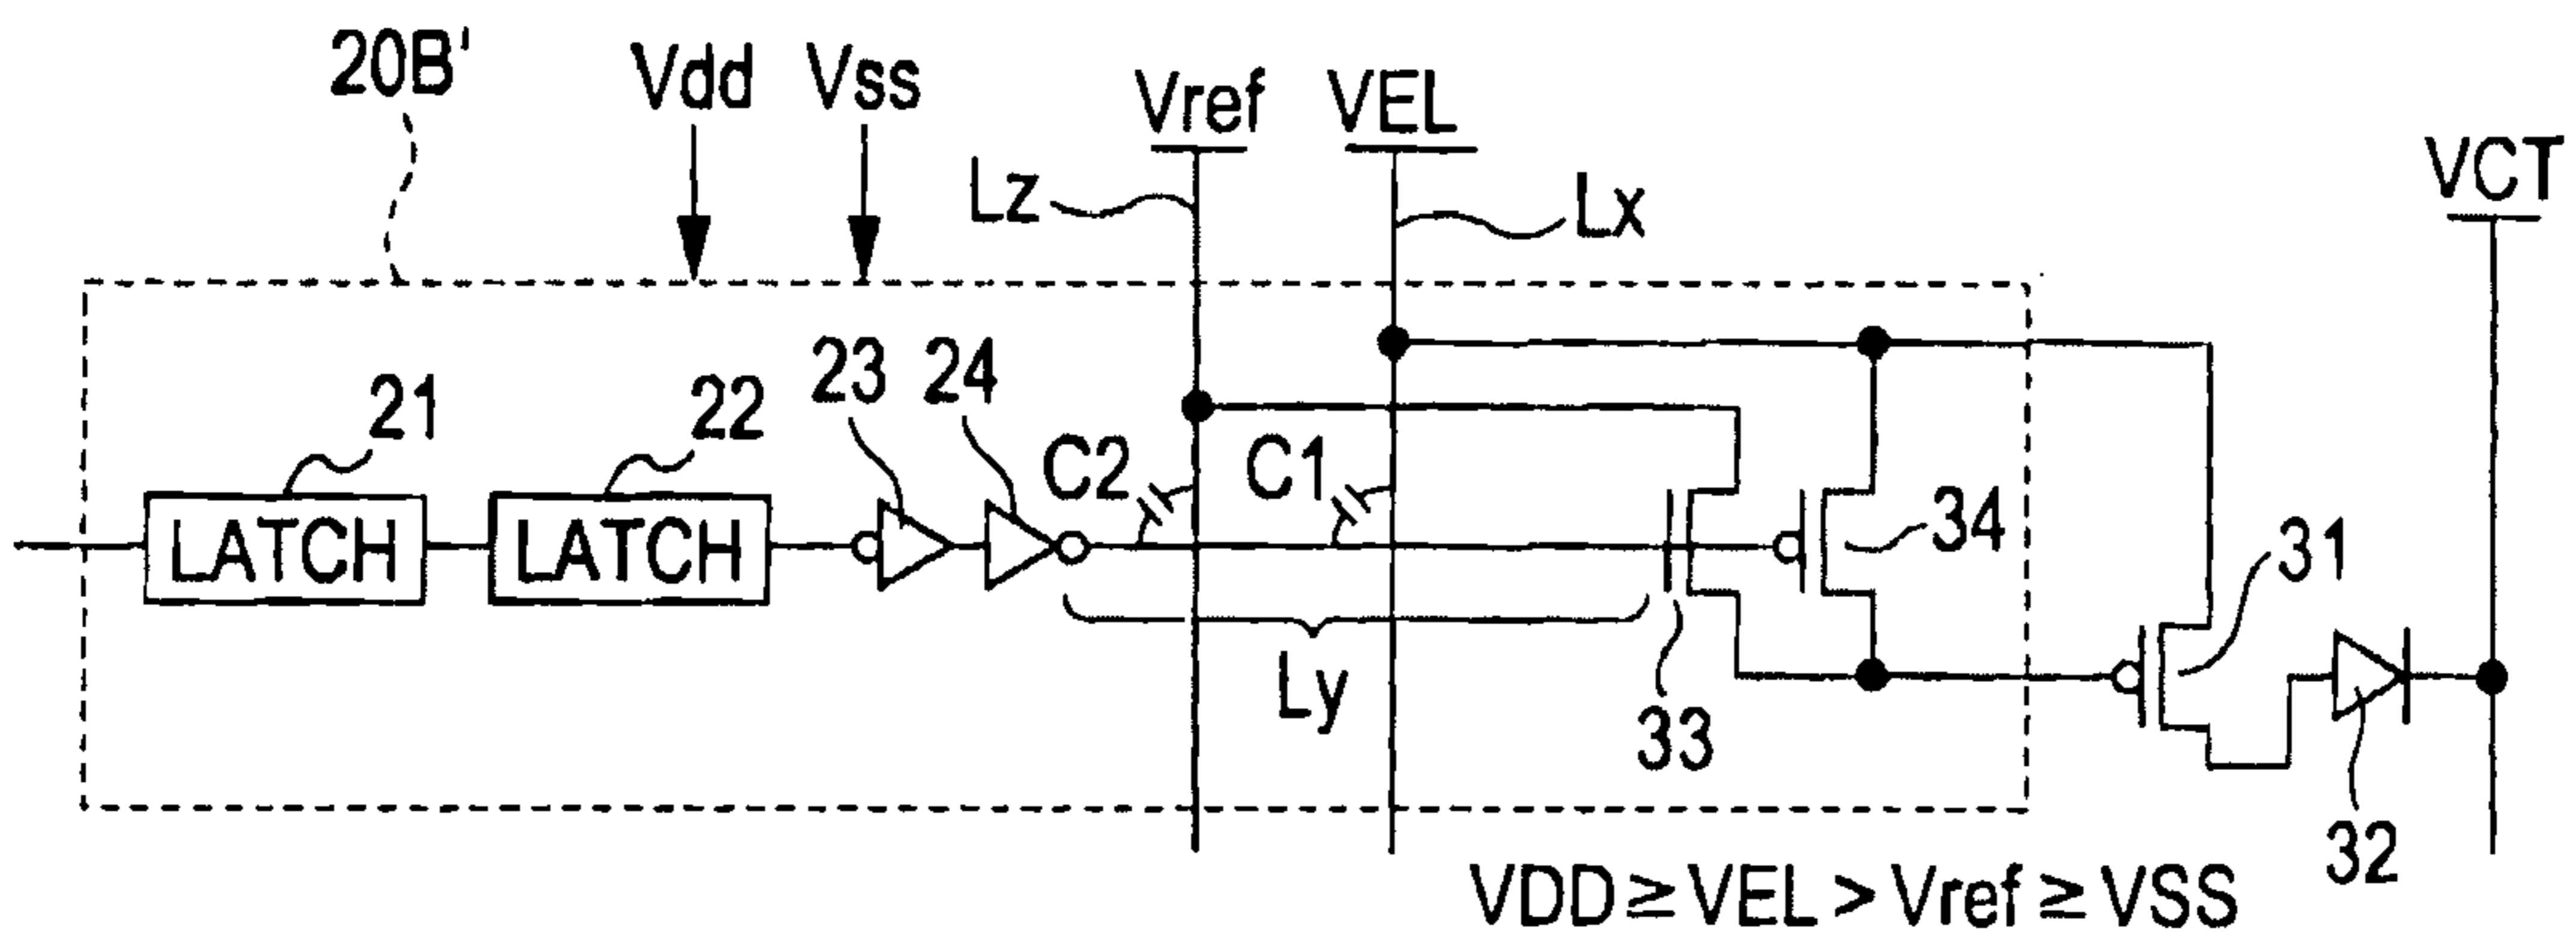 20B'
Vdd
Vss
Vref
VEL
VCT
Lz
Lx
21
22
23
24
C2
C1
LATCH
LATCH
34
31
Ly
33
32
VDD ≥ VEL > Vref ≥ VSS